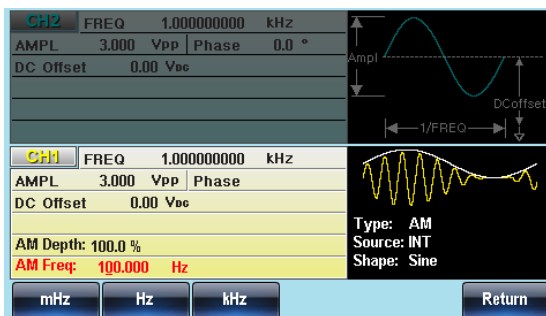 CH2 FREQ 1.000000000 kHz
AMPL 3.000 Vpp Phase 0.0 °
DC Offset 0.00 VDC
Ampl
DCoffset
1/FREQ
CH1 FREQ 1.000000000 kHz
AMPL 3.000 Vpp Phase
DC Offset 0.00 VDC
AM Depth: 100.0 %
AM Freq: 100.000 Hz
Type: AM
Source: INT
Shape: Sine
mHz Hz kHz Return